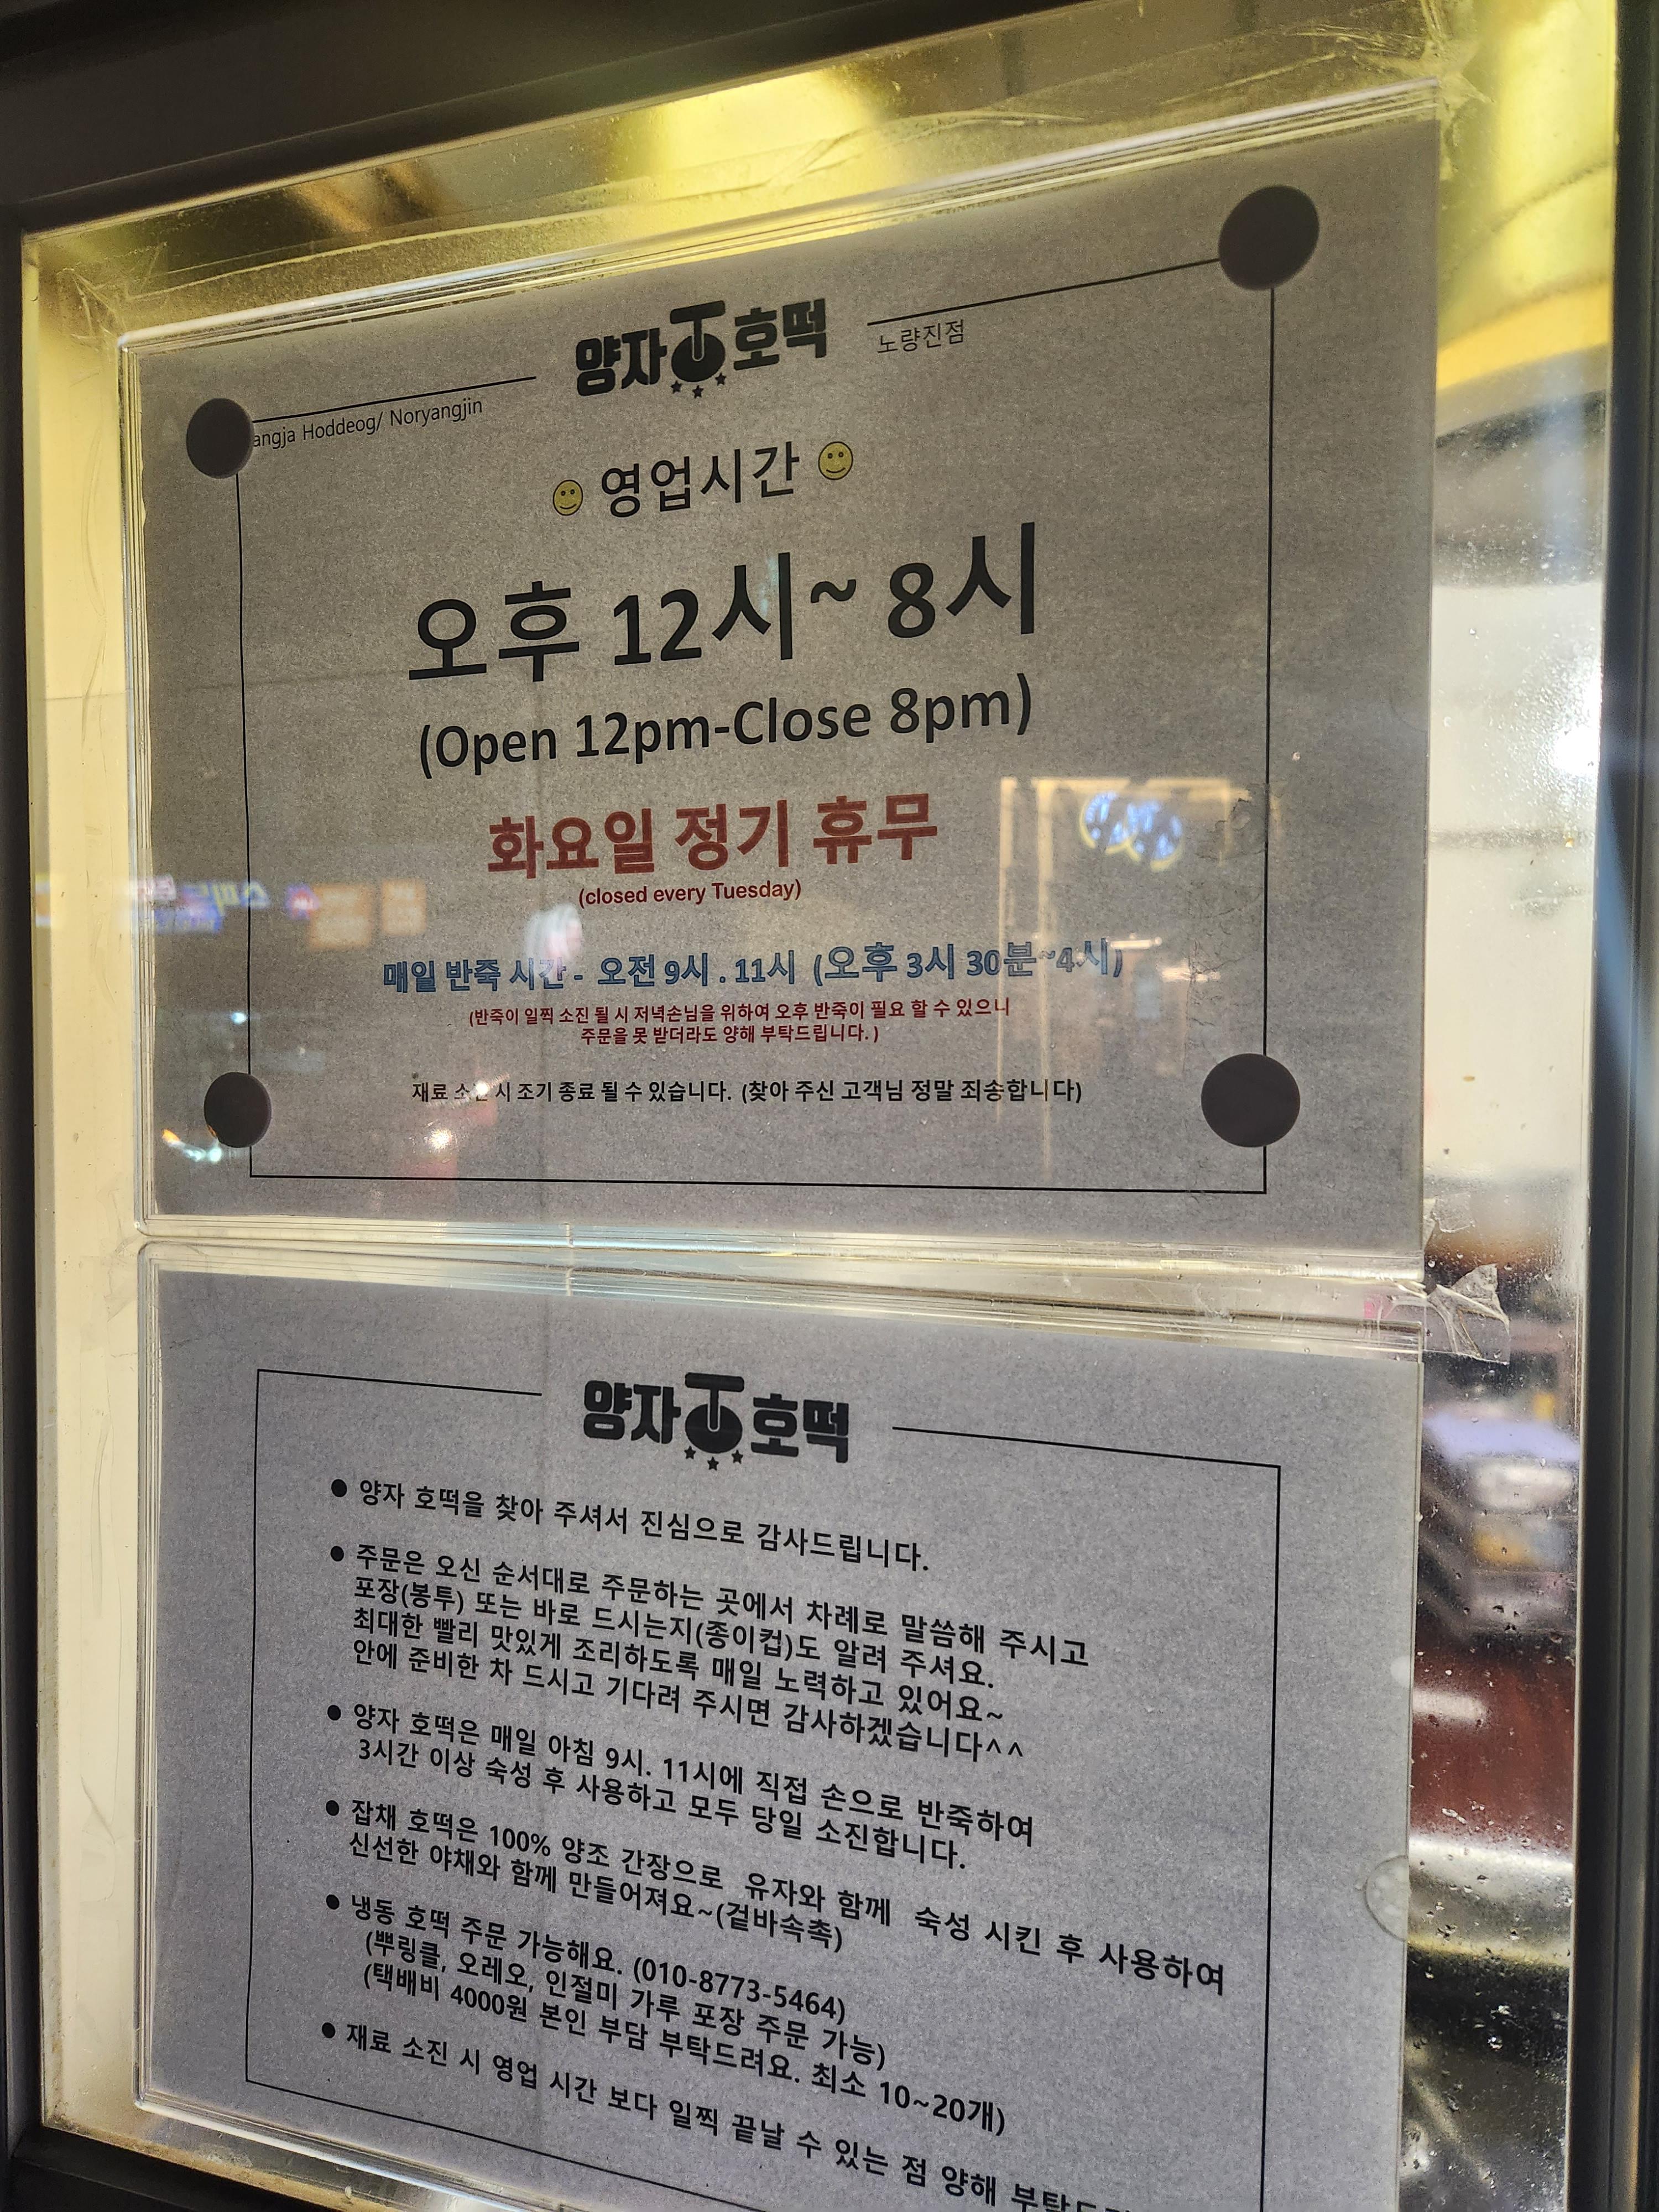 양자호떡
노량진점
angja Hoddeog/ Noryangjin
영업시간
오후 12시~ 8시
(Open 12pm-Close 8pm)
화요일 정기 휴무
(closed every Tuesday)
매일 반죽 시간 - 오전 9시 . 11시 (오후 3시 30분~4시)
(반죽이 일찍 소진 될 시 저녁손님을 위하여 오후 반죽이 필요 할 수 있으니
주문을 못 받더라도 양해 부탁드립니다. )
재료 소진 시 조기 종료 될 수 있습니다. (찾아 주신 고객님 정말 죄송합니다)
양자호떡
● 양자 호떡을 찾아 주셔서 진심으로 감사드립니다.
● 주문은 오신 순서대로 주문하는 곳에서 차례로 말씀해 주시고
포장(봉투) 또는 바로 드시는지(종이컵)도 알려 주셔요.
최대한 빨리 맛있게 조리하도록 매일 노력하고 있어요~
안에 준비한 차 드시고 기다려 주시면 감사하겠습니다^^
● 양자 호떡은 매일 아침 9시. 11시에 직접 손으로 반죽하여
3시간 이상 숙성 후 사용하고 모두 당일 소진합니다.
● 잡채 호떡은 100% 양조 간장으로 유자와 함께 숙성 시킨 후 사용하여
신선한 야채와 함께 만들어져요~(겉바속촉)
● 냉동 호떡 주문 가능해요. (010-8773-5464)
(뿌링클, 오레오, 인절미 가루 포장 주문 가능)
(택배비 4000원 본인 부담 부탁드려요. 최소 10~20개)
● 재료 소진 시 영업 시간 보다 일찍 끝날 수 있는 점 양해